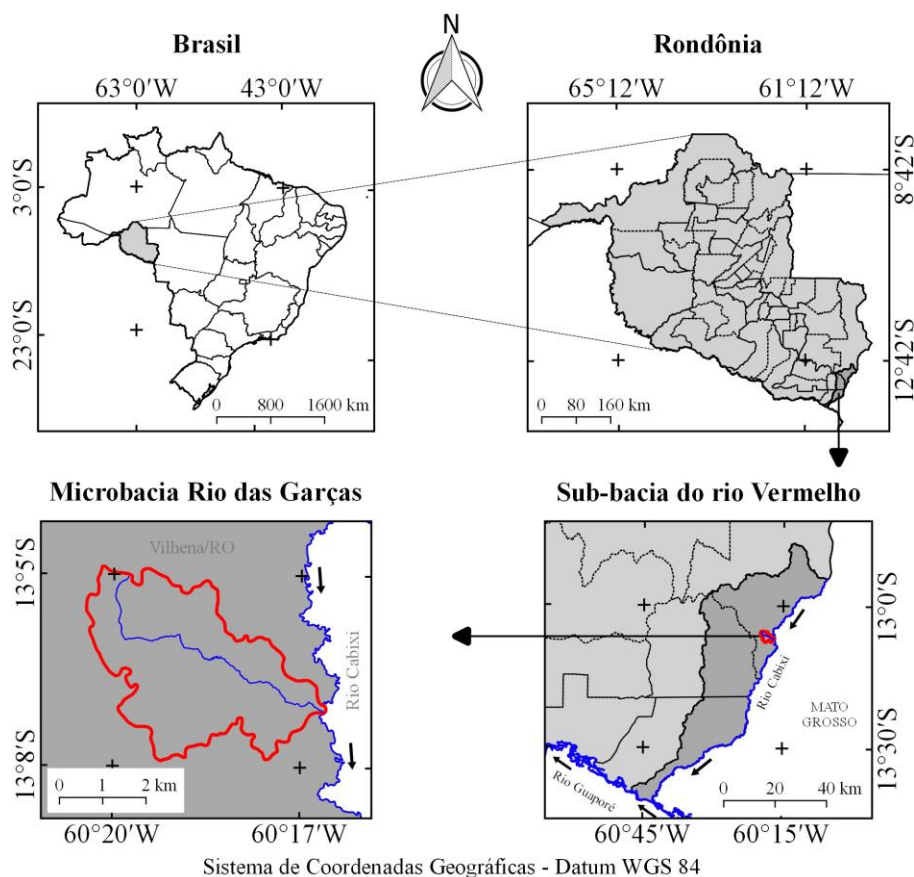 N
Brasil
63°0'W 43°0'W
3°0'S
23°0'S
0 800 1600 km
Rondônia
65°12'W 61°12'W
8°42'S
12°42'S
0 80 160 km
Microbacia Rio das Garças
Vilhena/RO
13°5'S
13°8'S
Rio Cabixi
0 1 2 km
60°20'W 60°17'W
Sub-bacia do rio Vermelho
13°0'S
13°30'S
Rio Cabixi
MATO
GROSSO
Rio Guaporé
0 20 40 km
60°45'W 60°15'W
Sistema de Coordenadas Geográficas - Datum WGS 84